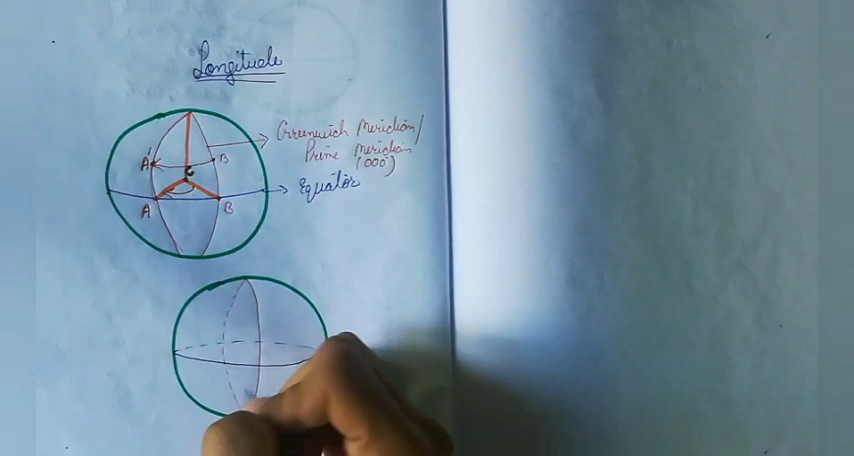 Longitude
Greenwich Meridian/
Prime Meridian
(000°)
A' B
C
Equator
A B